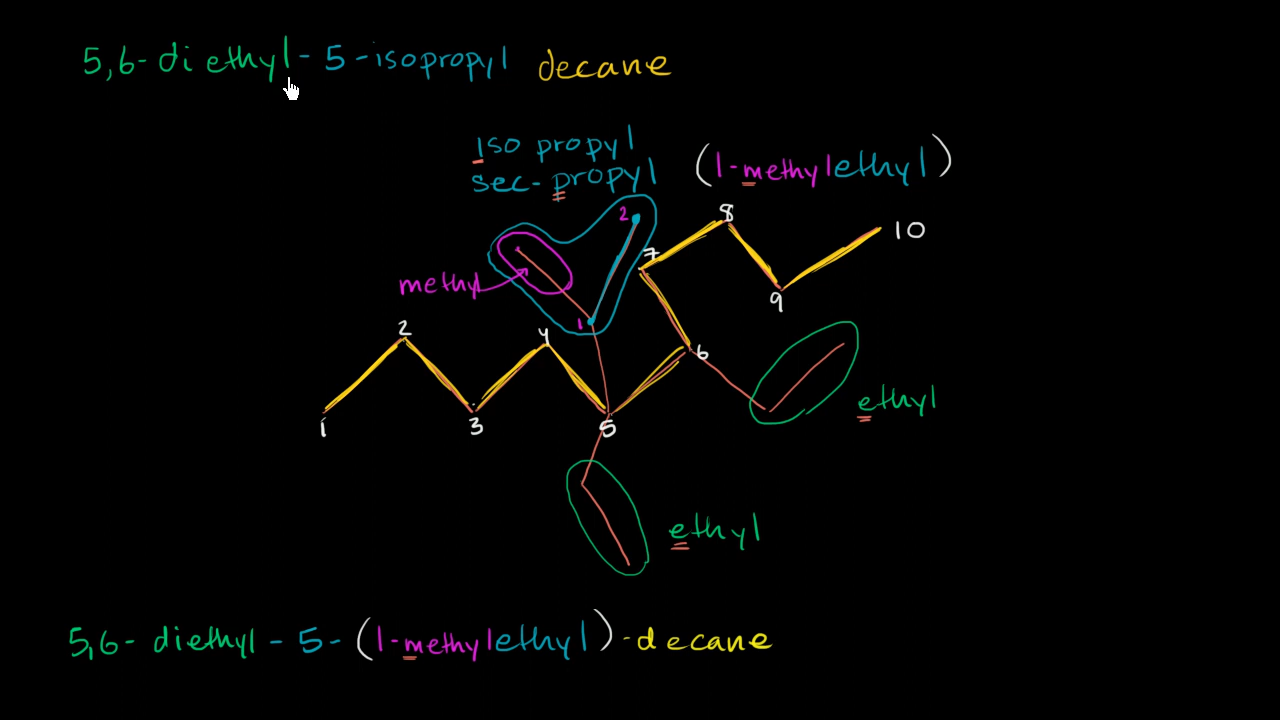 5,6-diethyl-5-isopropyl decane
iso propyl
sec-propyl
(1-methylethyl)
2
8
10
7
methyl
9
1
2
4
6
ethyl
1
3
5
ethyl
5,6-diethyl-5-(1-methylethyl)-decane